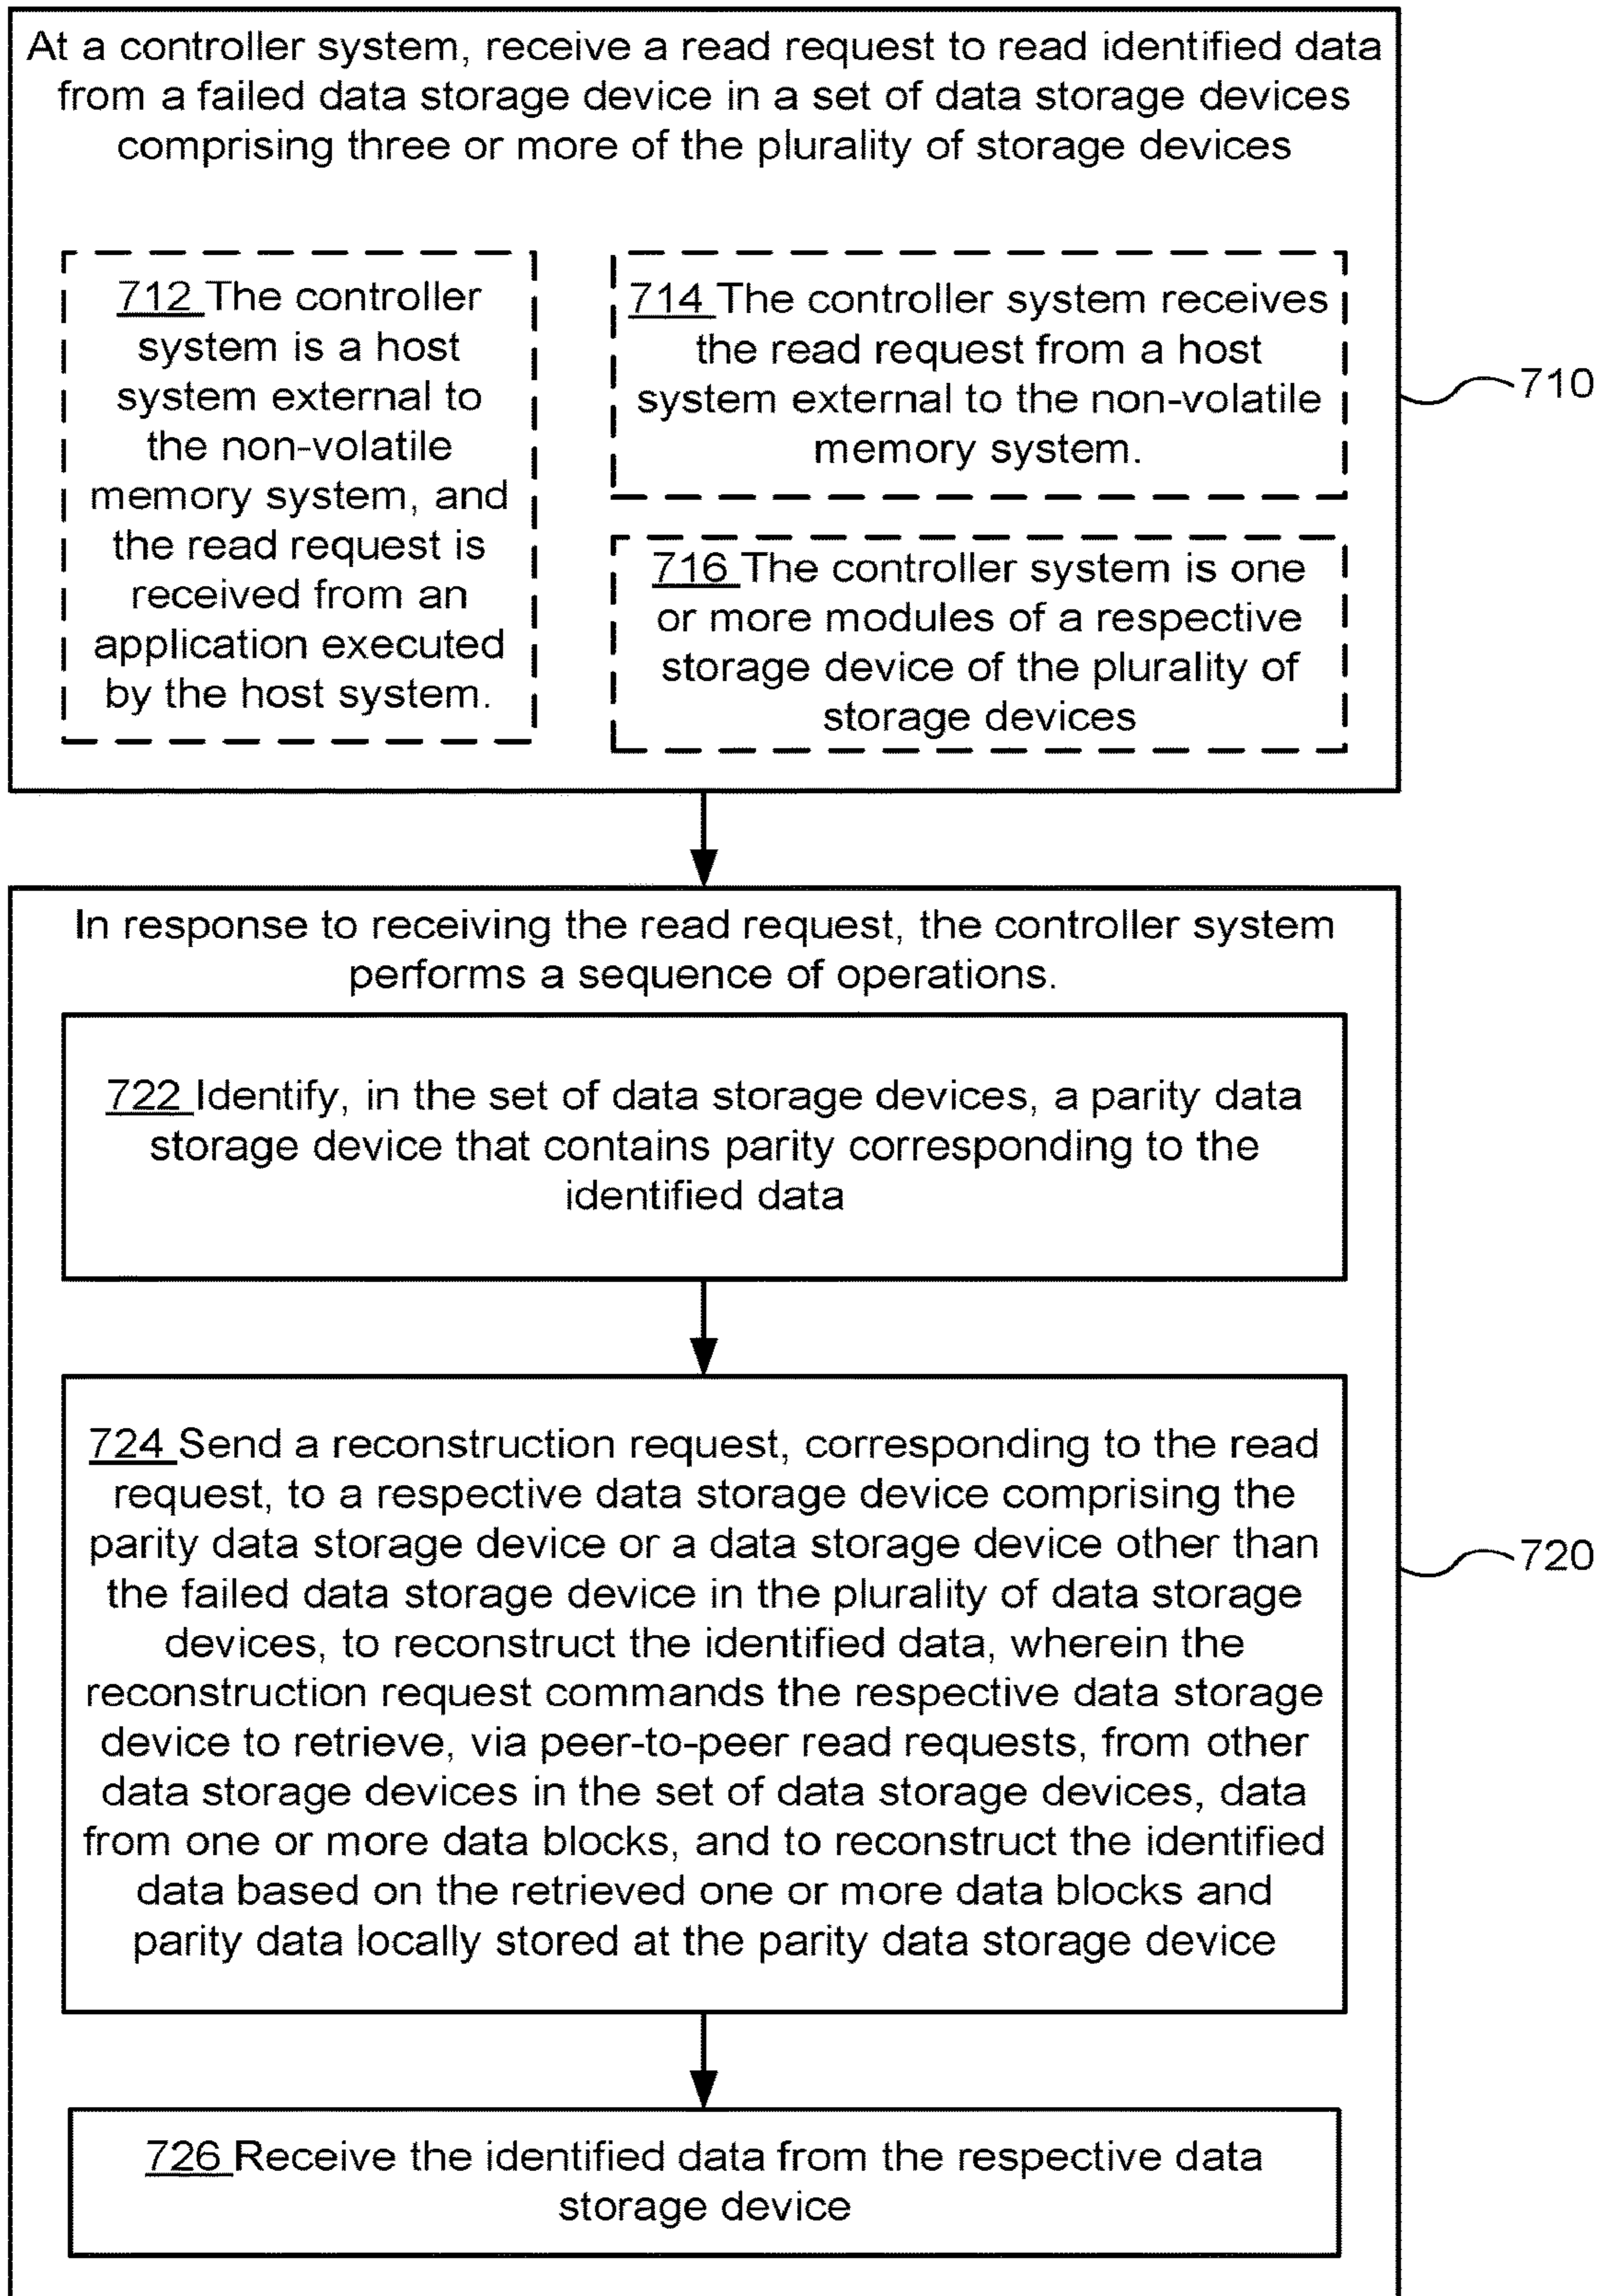 At a controller system, receive a read request to read identified data
from a failed data storage device in a set of data storage devices
comprising three or more of the plurality of storage devices
712 The controller
system is a host
system external to
the non-volatile
memory system, and
the read request is
received from an
application executed
by the host system.
714 The controller system receives
the read request from a host
system external to the non-volatile
memory system.
716 The controller system is one
or more modules of a respective
storage device of the plurality of
storage devices
710
In response to receiving the read request, the controller system
performs a sequence of operations.
722 Identify, in the set of data storage devices, a parity data
storage device that contains parity corresponding to the
identified data
724 Send a reconstruction request, corresponding to the read
request, to a respective data storage device comprising the
parity data storage device or a data storage device other than
the failed data storage device in the plurality of data storage
devices, to reconstruct the identified data, wherein the
reconstruction request commands the respective data storage
device to retrieve, via peer-to-peer read requests, from other
data storage devices in the set of data storage devices, data
from one or more data blocks, and to reconstruct the identified
data based on the retrieved one or more data blocks and
parity data locally stored at the parity data storage device
720
726 Receive the identified data from the respective data
storage device